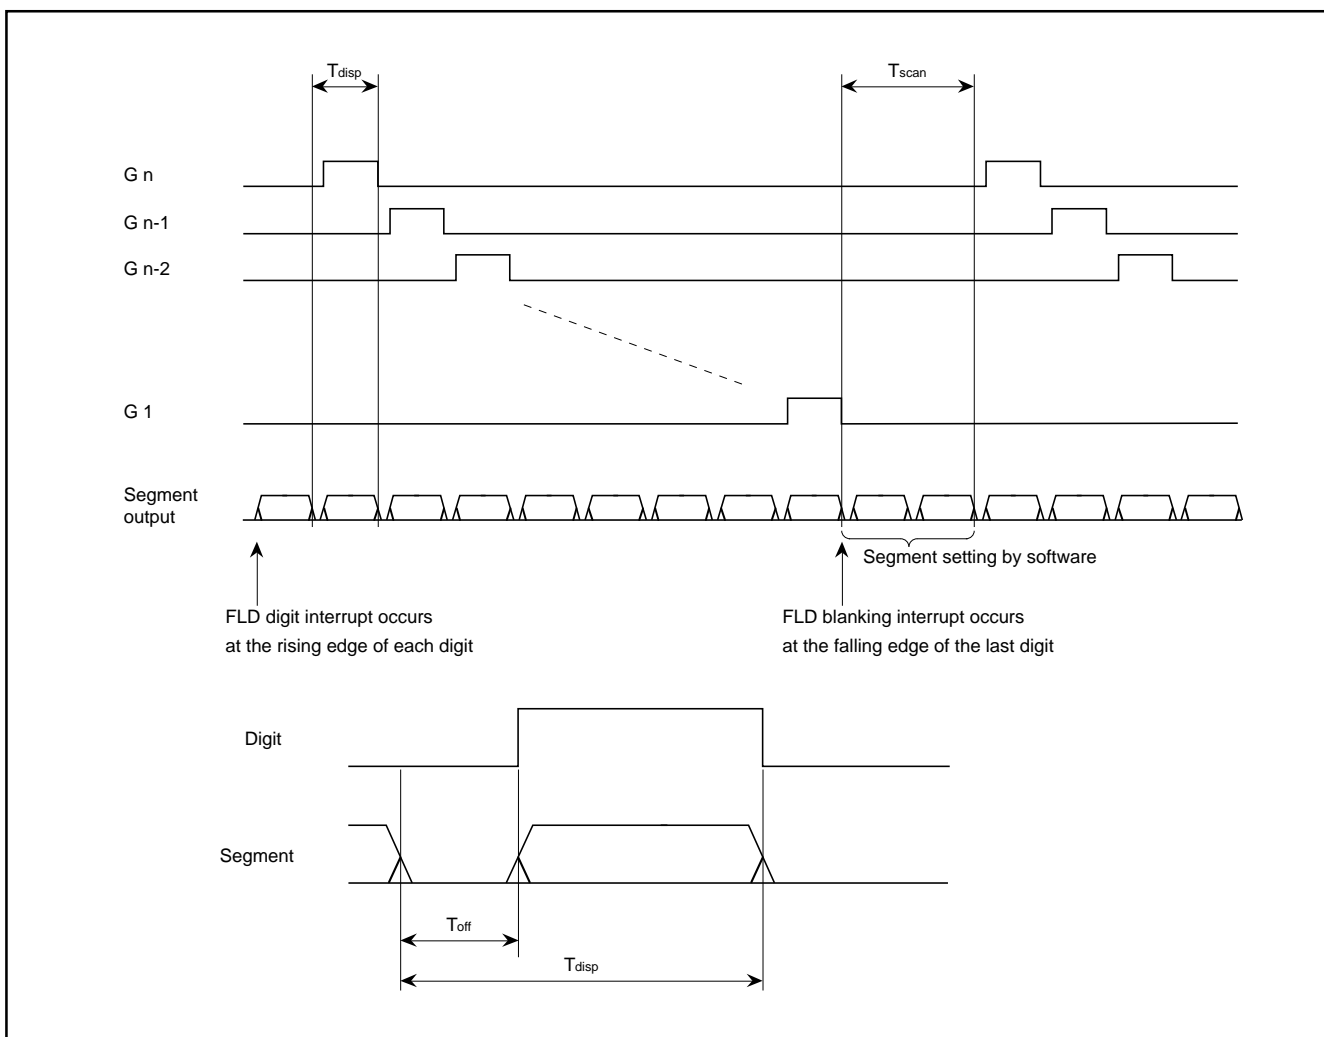 Tdisp
Tscan
G n
G n-1
G n-2
G 1
Segment
output
Segment setting by software
FLD digit interrupt occurs
at the rising edge of each digit
FLD blanking interrupt occurs
at the falling edge of the last digit
Digit
Segment
Toff
Tdisp